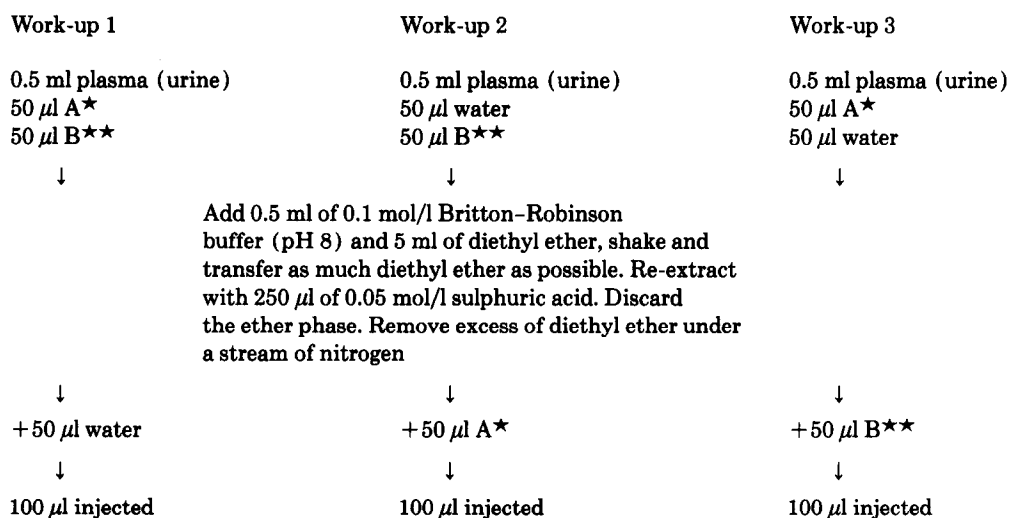 Work-up 1 Work-up 2 Work-up 3
0.5 ml plasma (urine) 0.5 ml plasma (urine) 0.5 ml plasma (urine)
50 μl A★ 50 μl water 50 μl A★
50 μl B★★ 50 μl B★★ 50 μl water
↓ ↓ ↓
Add 0.5 ml of 0.1 mol/l Britton–Robinson
buffer (pH 8) and 5 ml of diethyl ether, shake and
transfer as much diethyl ether as possible. Re-extract
with 250 μl of 0.05 mol/l sulphuric acid. Discard
the ether phase. Remove excess of diethyl ether under
a stream of nitrogen
↓ ↓ ↓
+50 μl water +50 μl A★ +50 μl B★★
↓ ↓ ↓
100 μl injected 100 μl injected 100 μl injected